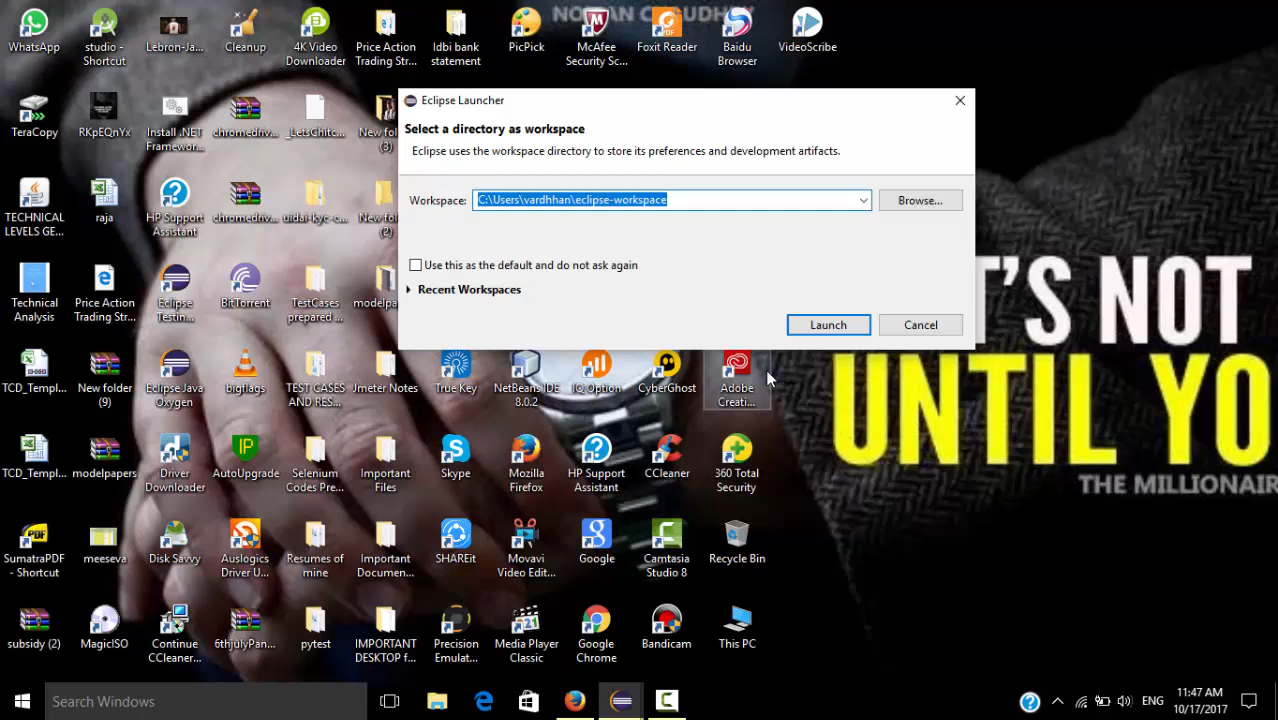 NOMAN CHAUDHRY
WhatsApp
studio -
Shortcut
Lebron-Ja...
Cleanup
4K Video
Downloader
Price Action
Trading Str...
Idbi bank
statement
PicPick
McAfee
Security Sc...
Foxit Reader
Baidu
Browser
VideoScribe
Eclipse Launcher
Select a directory as workspace
Eclipse uses the workspace directory to store its preferences and development artifacts.
Workspace:
C:\Users\vardhhan\eclipse-workspace
Browse...
Use this as the default and do not ask again
Recent Workspaces
Launch
Cancel
TeraCopy
RKpEQnYx
Install .NET
Framewor...
chromedriv...
_LetsChitc...
New fol
(3)
TECHNICAL
LEVELS GE...
raja
HP Support
Assistant
chromedriv...
uidai-kyc-c...
New fol
(2)
Technical
Analysis
Price Action
Trading Str...
Eclipse
Testin...
BitTorrent
TestCases
prepared ...
modelpa
T'S NOT
UNTIL YO
THE MILLIONAIR
TCD_Templ...
New folder
(9)
Eclipse Java
Oxygen
bigflags
TEST CASES
AND RES...
Jmeter Notes
True Key
NetBeans IDE
8.0.2
IQ Option
CyberGhost
Adobe
Creati...
TCD_Templ...
modelpapers
Driver
Downloader
IP
AutoUpgrade
Selenium
Codes Pre...
Important
Files
Skype
Mozilla
Firefox
HP Support
Assistant
CCleaner
360 Total
Security
PDF
SumatraPDF
- Shortcut
meeseva
Disk Savvy
Auslogics
Driver U...
Resumes of
mine
Important
Documen...
SHAREit
Movavi
Video Edit...
Google
Camtasia
Studio 8
Recycle Bin
subsidy (2)
MagicISO
Continue
CCleaner...
6thjulyPan...
pytest
IMPORTANT
DESKTOP f...
Precision
Emulat...
321
Media Player
Classic
Google
Chrome
Bandicam
This PC
Search Windows
ENG
11:47 AM
10/17/2017